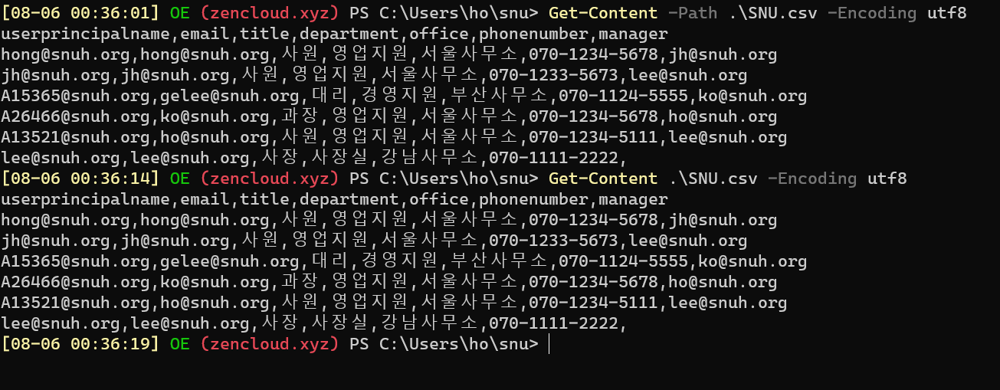 [08-06 00:36:01] OE (zencloud.xyz) PS C:\Users\ho\snu> Get-Content -Path .\SNU.csv -Encoding utf8
userprincipalname,email,title,department,office,phonenumber,manager
hong@snuh.org,hong@snuh.org,사원,영업지원,서울사무소,070-1234-5678,jh@snuh.org
jh@snuh.org,jh@snuh.org,사원,영업지원,서울사무소,070-1233-5673,lee@snuh.org
A15365@snuh.org,gelee@snuh.org,대리,경영지원,부산사무소,070-1124-5555,ko@snuh.org
A26466@snuh.org,ko@snuh.org,과장,영업지원,서울사무소,070-1234-5678,ho@snuh.org
A13521@snuh.org,ho@snuh.org,사원,영업지원,서울사무소,070-1234-5111,lee@snuh.org
lee@snuh.org,lee@snuh.org,사장,사장실,강남사무소,070-1111-2222,
[08-06 00:36:14] OE (zencloud.xyz) PS C:\Users\ho\snu> Get-Content .\SNU.csv -Encoding utf8
userprincipalname,email,title,department,office,phonenumber,manager
hong@snuh.org,hong@snuh.org,사원,영업지원,서울사무소,070-1234-5678,jh@snuh.org
jh@snuh.org,jh@snuh.org,사원,영업지원,서울사무소,070-1233-5673,lee@snuh.org
A15365@snuh.org,gelee@snuh.org,대리,경영지원,부산사무소,070-1124-5555,ko@snuh.org
A26466@snuh.org,ko@snuh.org,과장,영업지원,서울사무소,070-1234-5678,ho@snuh.org
A13521@snuh.org,ho@snuh.org,사원,영업지원,서울사무소,070-1234-5111,lee@snuh.org
lee@snuh.org,lee@snuh.org,사장,사장실,강남사무소,070-1111-2222,
[08-06 00:36:19] OE (zencloud.xyz) PS C:\Users\ho\snu>